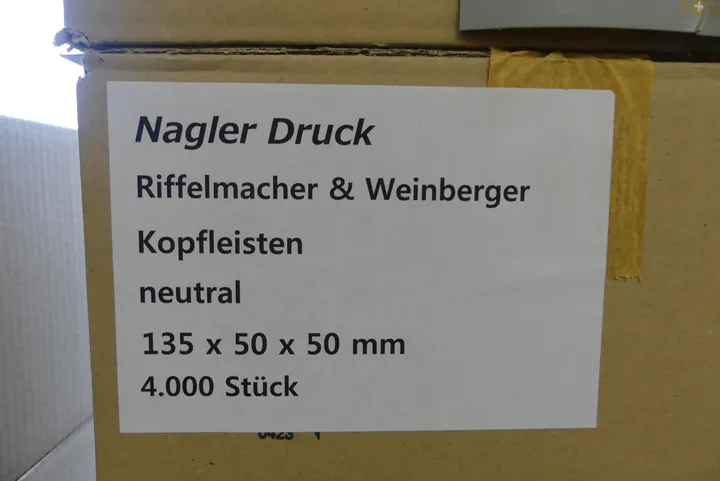 Nagler Druck
Riffelmacher & Weinberger
Kopfleisten
neutral
135 x 50 x 50 mm
4.000 Stück